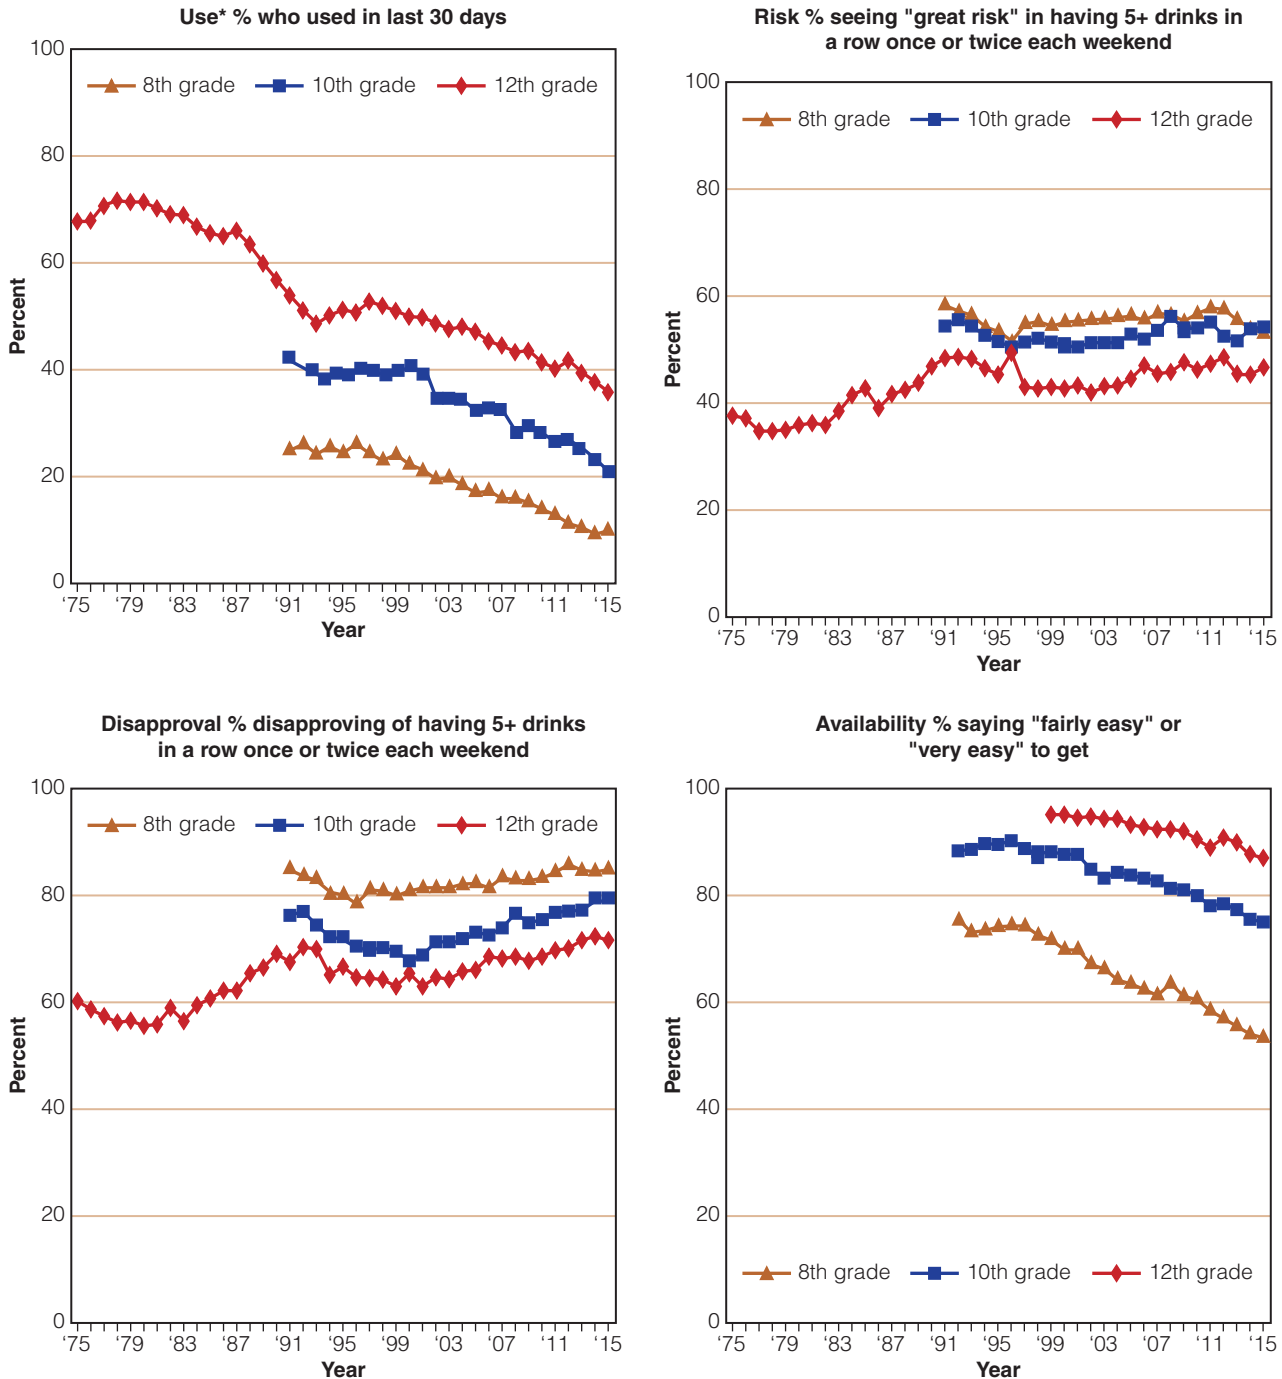 Use* % who used in last 30 days
100
80
60
40
20
0
Percent
8th grade 10th grade 12th grade
‘75 ‘79 ‘83 ‘87 ‘91 ‘95 ‘99 ‘03 ‘07 ‘11 ‘15
Year
Risk % seeing "great risk" in having 5+ drinks in
a row once or twice each weekend
100
80
60
40
20
0
Percent
8th grade 10th grade 12th grade
‘75 ‘79 ‘83 ‘87 ‘91 ‘95 ‘99 ‘03 ‘07 ‘11 ‘15
Year
Disapproval % disapproving of having 5+ drinks
in a row once or twice each weekend
100
80
60
40
20
0
Percent
8th grade 10th grade 12th grade
‘75 ‘79 ‘83 ‘87 ‘91 ‘95 ‘99 ‘03 ‘07 ‘11 ‘15
Year
Availability % saying "fairly easy" or
"very easy" to get
100
80
60
40
20
0
Percent
8th grade 10th grade 12th grade
‘75 ‘79 ‘83 ‘87 ‘91 ‘95 ‘99 ‘03 ‘07 ‘11 ‘15
Year